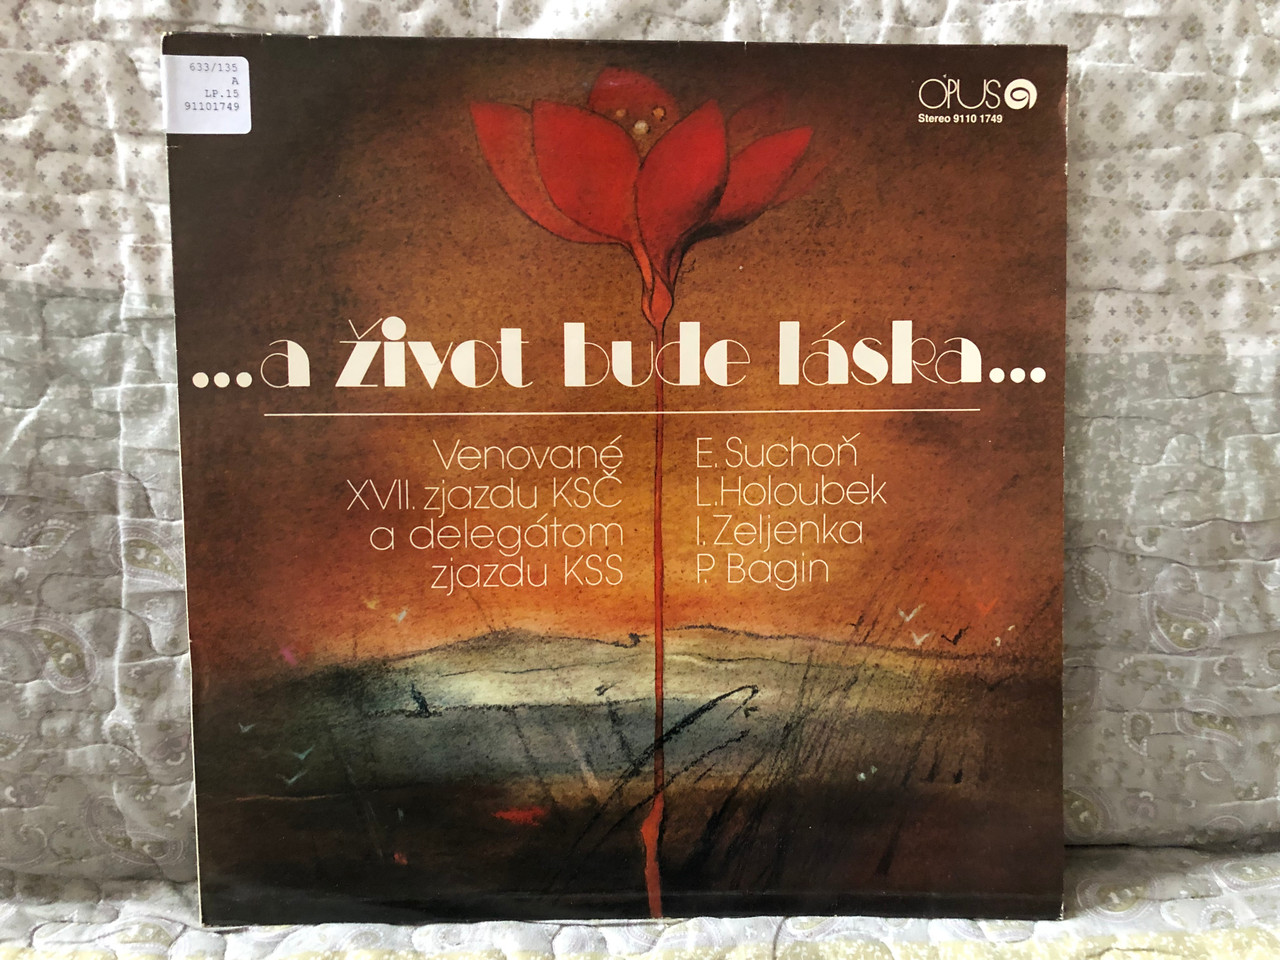 633/135
A
LP.15
91101749
OPUS
Stereo 9110 1749
...a život bude láska...
Venované
XVII. zjazdu KSČ
a delegátom
zjazdu KSS
E. Suchoň
L. Holoubek
I. Zeljenka
P. Bagin